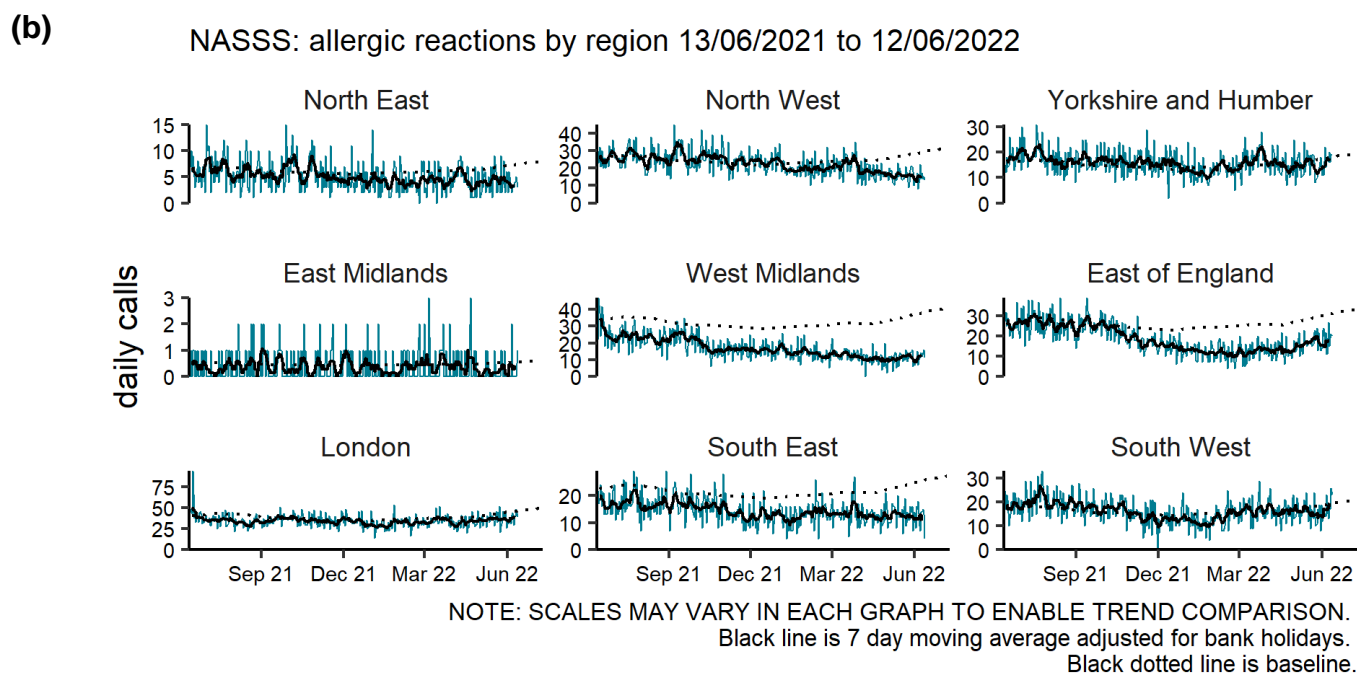 (b)
NASSS: allergic reactions by region 13/06/2021 to 12/06/2022
North East
North West
Yorkshire and Humber
15
10
5
0
40
30
20
10
0
30
20
10
0
daily calls
East Midlands
West Midlands
East of England
3
2
1
0
40
30
20
10
0
30
20
10
0
London
South East
South West
75
50
25
0
20
10
0
30
20
10
0
Sep 21 Dec 21 Mar 22 Jun 22
Sep 21 Dec 21 Mar 22 Jun 22
Sep 21 Dec 21 Mar 22 Jun 22
NOTE: SCALES MAY VARY IN EACH GRAPH TO ENABLE TREND COMPARISON.
Black line is 7 day moving average adjusted for bank holidays.
Black dotted line is baseline.